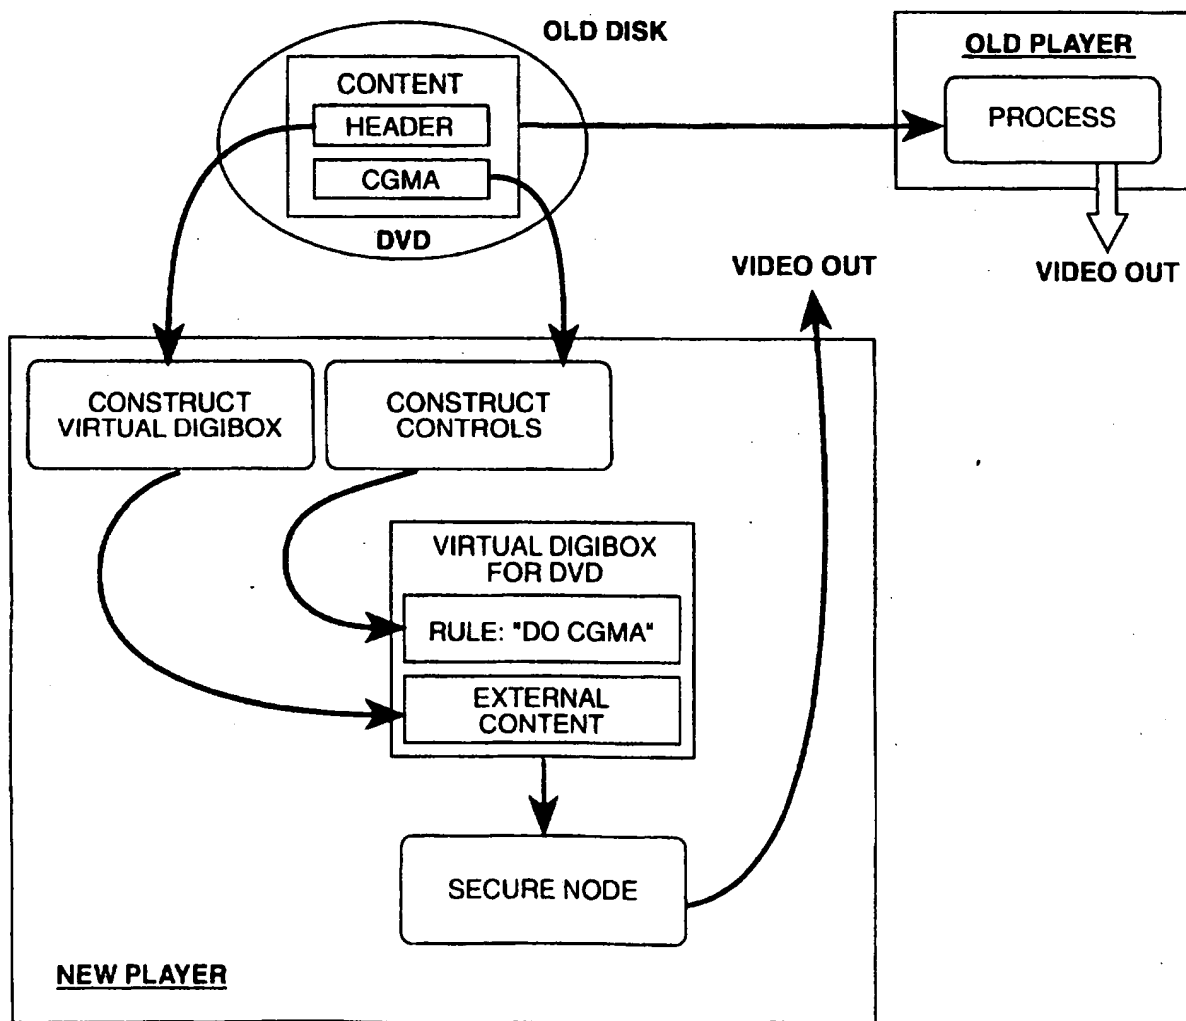 OLD DISK
CONTENT
HEADER
CGMA
DVD
OLD PLAYER
PROCESS
VIDEO OUT
VIDEO OUT
CONSTRUCT
VIRTUAL DIGIBOX
CONSTRUCT
CONTROLS
VIRTUAL DIGIBOX
FOR DVD
RULE: "DO CGMA"
EXTERNAL
CONTENT
SECURE NODE
NEW PLAYER